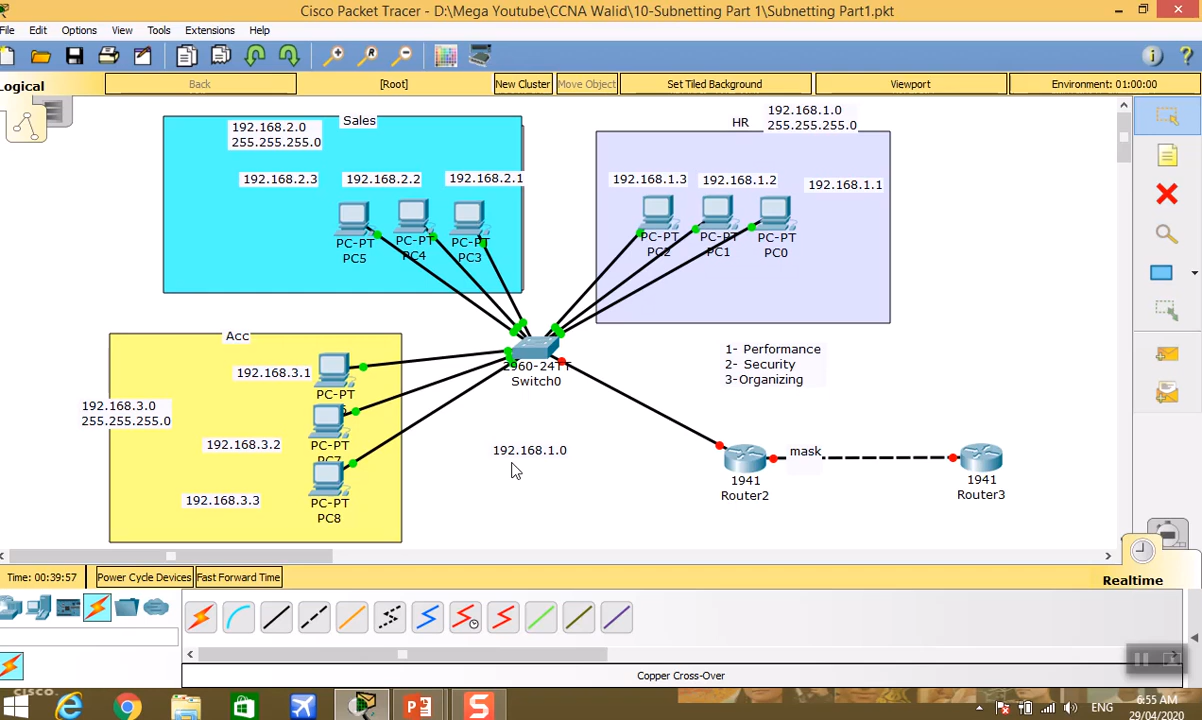 Cisco Packet Tracer - D:\Mega Youtube\CCNA Walid\10-Subnetting Part 1\Subnetting Part1.pkt
File Edit Options View Tools Extensions Help
Logical Back [Root] New Cluster Move Object Set Tiled Background Viewport Environment: 01:00:00
Sales
192.168.2.0
255.255.255.0
192.168.2.3 192.168.2.2 192.168.2.1
PC-PT
PC5
PC-PT
PC4
PC-PT
PC3
HR
192.168.1.0
255.255.255.0
192.168.1.3 192.168.1.2 192.168.1.1
PC-PT
PC2
PC-PT
PC1
PC-PT
PC0
Acc
192.168.3.0
255.255.255.0
192.168.3.1
PC-PT
192.168.3.2
PC-PT
PC7
192.168.3.3
PC-PT
PC8
2960-24TT
Switch0
1- Performance
2- Security
3-Organizing
192.168.1.0
mask
1941
Router2
1941
Router3
Time: 00:39:57 Power Cycle Devices Fast Forward Time
Realtime
Copper Cross-Over
CISCO
ENG
6:55 AM
29/04/2020